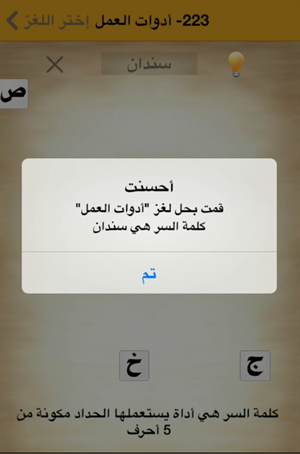 223- أدوات العمل إختر اللغز
سندان
ص
أحسنت
قمت بحل لغز "أدوات العمل"
كلمة السر هي سندان
تم
ج خ
كلمة السر هي أداة يستعملها الحداد مكونة من
5 أحرف